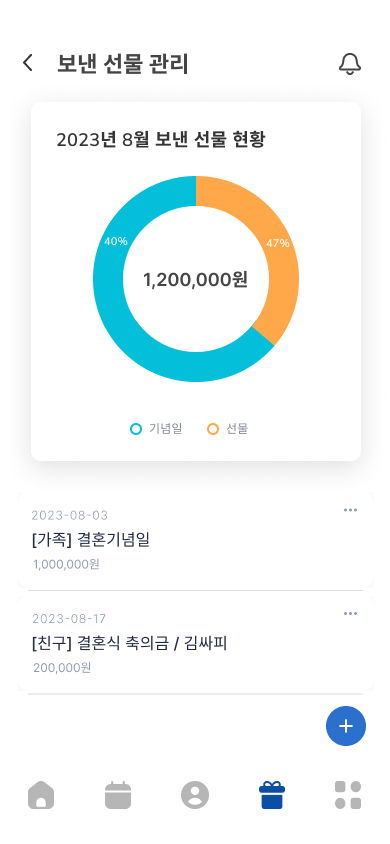 보낸 선물 관리
2023년 8월 보낸 선물 현황
40%
47%
1,200,000원
기념일
선물
2023-08-03
[가족] 결혼기념일
1,000,000원
2023-08-17
[친구] 결혼식 축의금 / 김싸피
200,000원